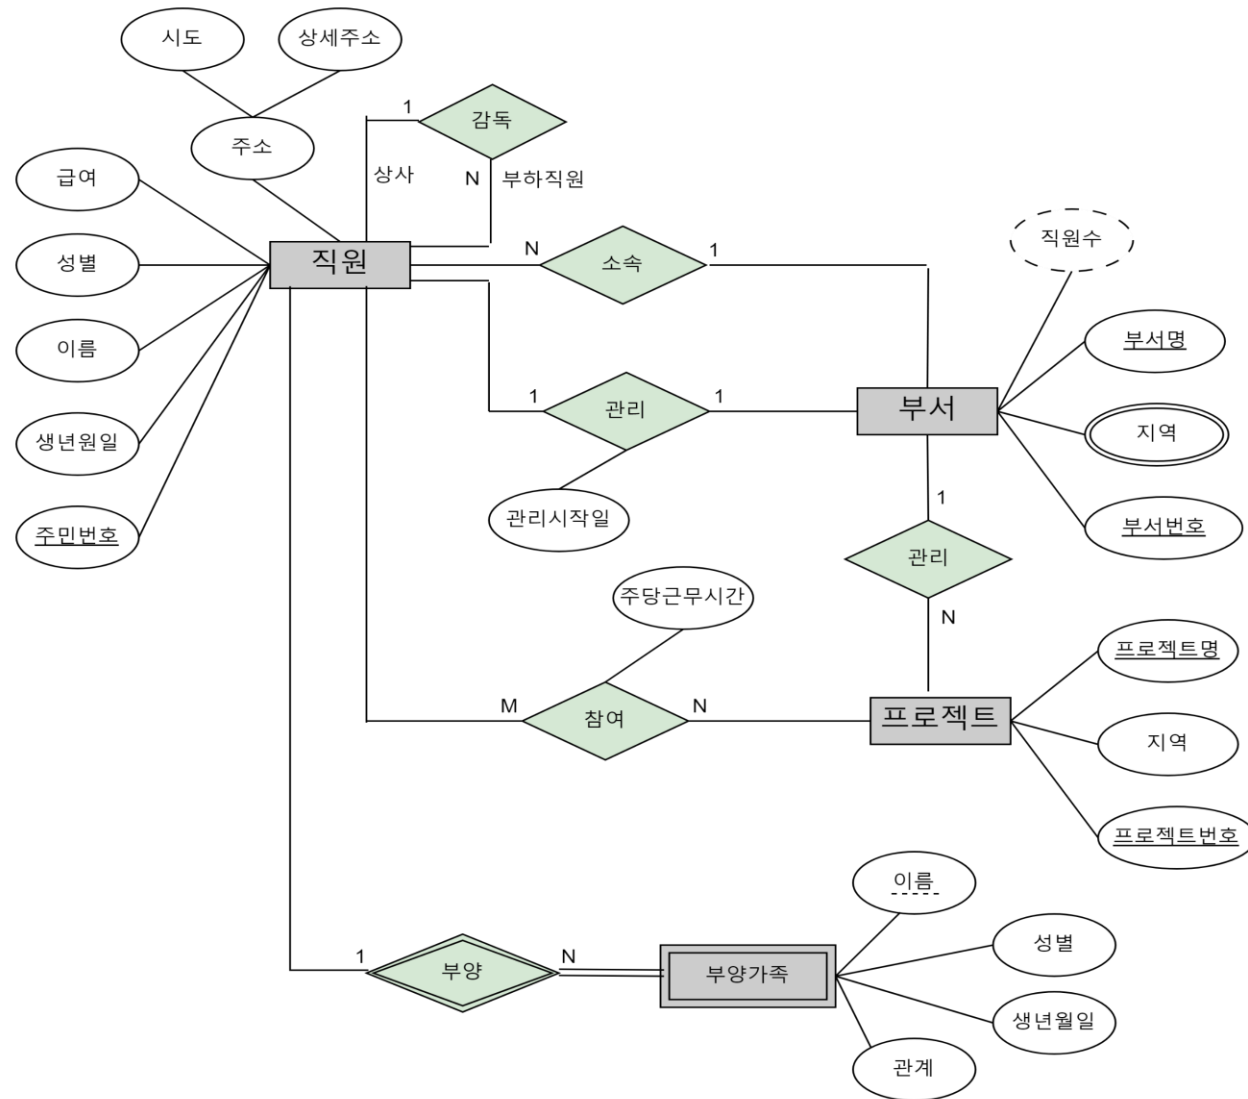 시도
상세주소
1
감독
주소
상사
N
부하직원
급여
직원
N
소속
1
직원수
성별
부서명
이름
1
관리
1
부서
지역
생년원일
관리시작일
1
부서번호
주민번호
관리
주당근무시간
N
프로젝트명
M
참여
N
프로젝트
지역
프로젝트번호
이름
1
부양
N
부양가족
성별
생년월일
관계